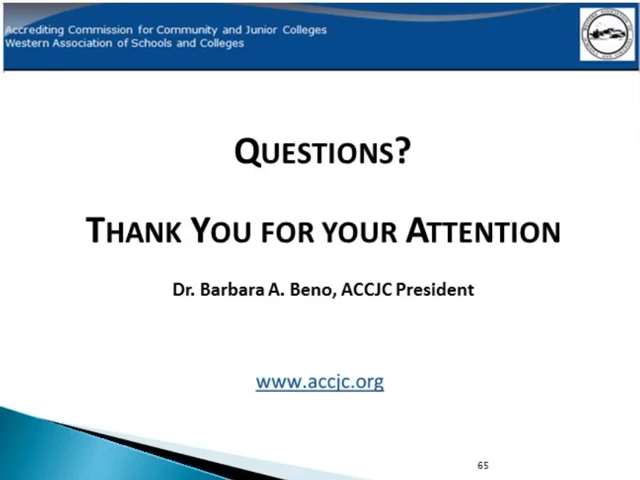 Accrediting Commission for Community and Junior Colleges
Western Association of Schools and Colleges
QUESTIONS?
THANK YOU FOR YOUR ATTENTION
Dr. Barbara A. Beno, ACCJC President
www.accjc.org
65